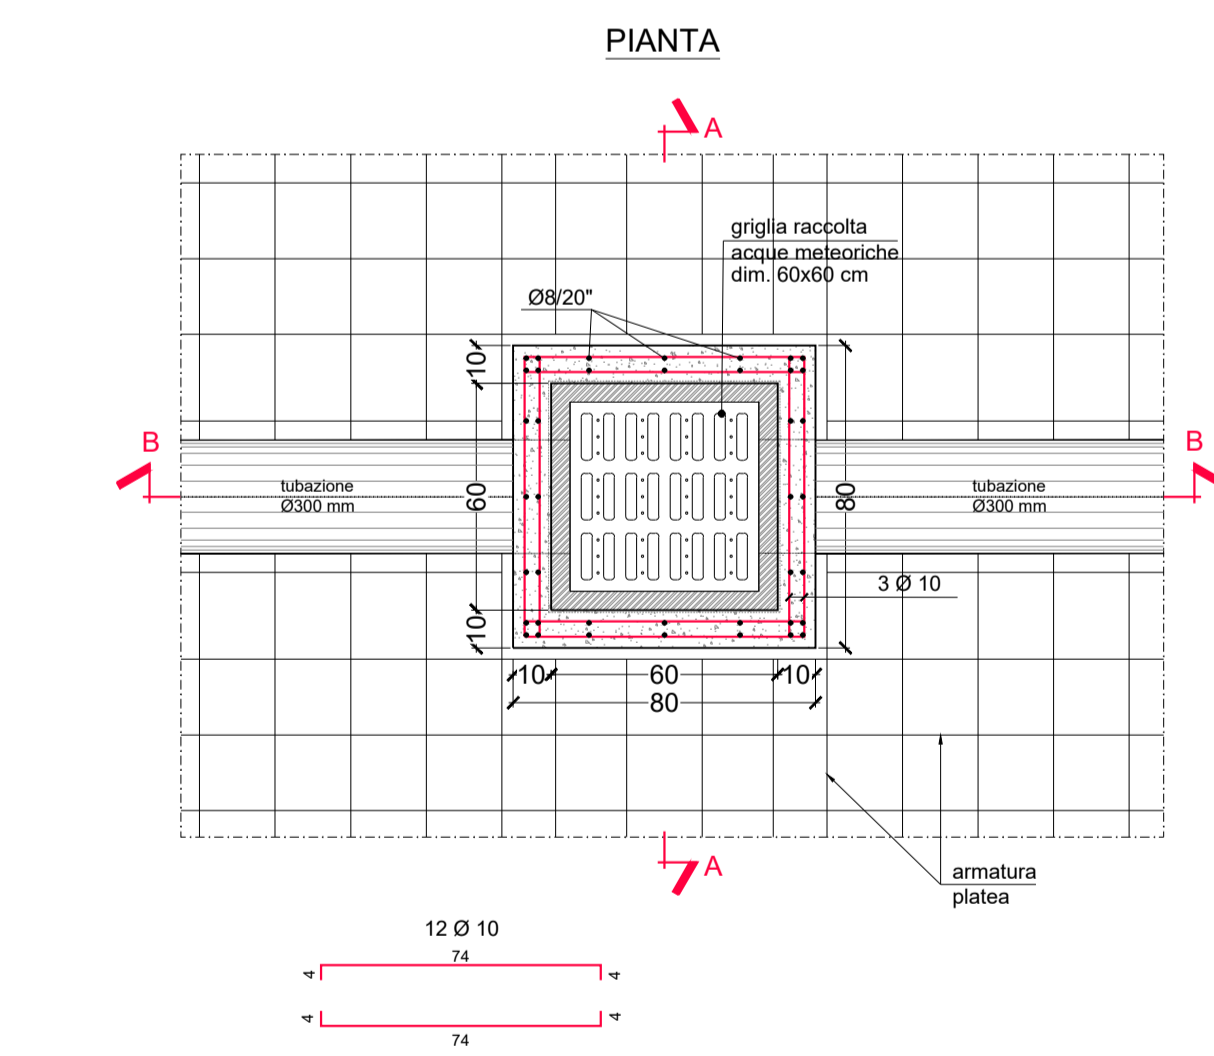 PIANTA
A
griglia raccolta
acque meteoriche
dim. 60x60 cm
Ø8/20"
10
B
B
tubazione
Ø300 mm
60
80
tubazione
Ø300 mm
3 Ø 10
10
10
60
10
80
A
armatura
platea
12 Ø 10
74
4
4
4
4
74